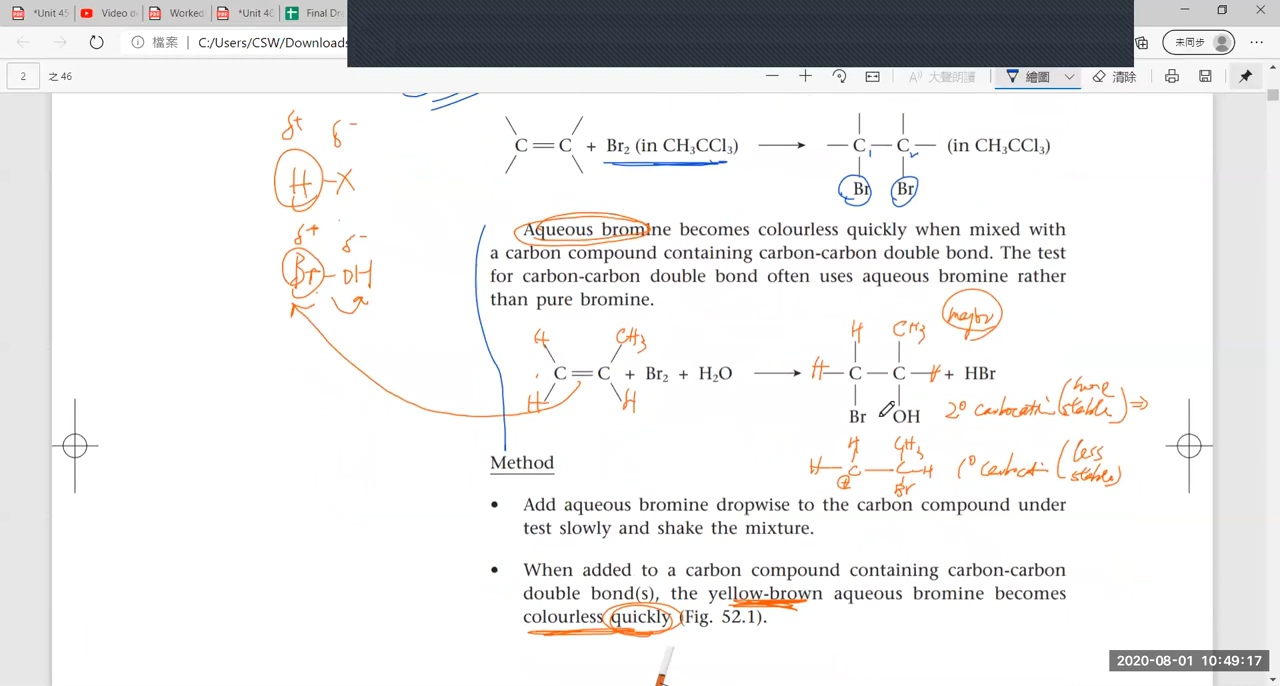 *Unit 45
Video d
Worked
*Unit 4
Final Dr
檔案
C:/Users/CSW/Downloads
未同步
2
之 46
大聲朗讀
繪圖
清除
δ+ δ-
H-X
δ+ δ-
Br-OH
C=C + Br2 (in CH3CCl3) → —C—C— (in CH3CCl3)
1 2
Br Br
Aqueous bromine becomes colourless quickly when mixed with
a carbon compound containing carbon-carbon double bond. The test
for carbon-carbon double bond often uses aqueous bromine rather
than pure bromine.
major
H CH3 H CH3
C=C + Br2 + H2O → H—C—C—H + HBr
H H Br OH
2° carbocation (more stable) ⇒
H CH3
H—C—C—H
+ Br
1° (less stable)
Method
• Add aqueous bromine dropwise to the carbon compound under
test slowly and shake the mixture.
• When added to a carbon compound containing carbon-carbon
double bond(s), the yellow-brown aqueous bromine becomes
colourless quickly (Fig. 52.1).
2020-08-01 10:49:17